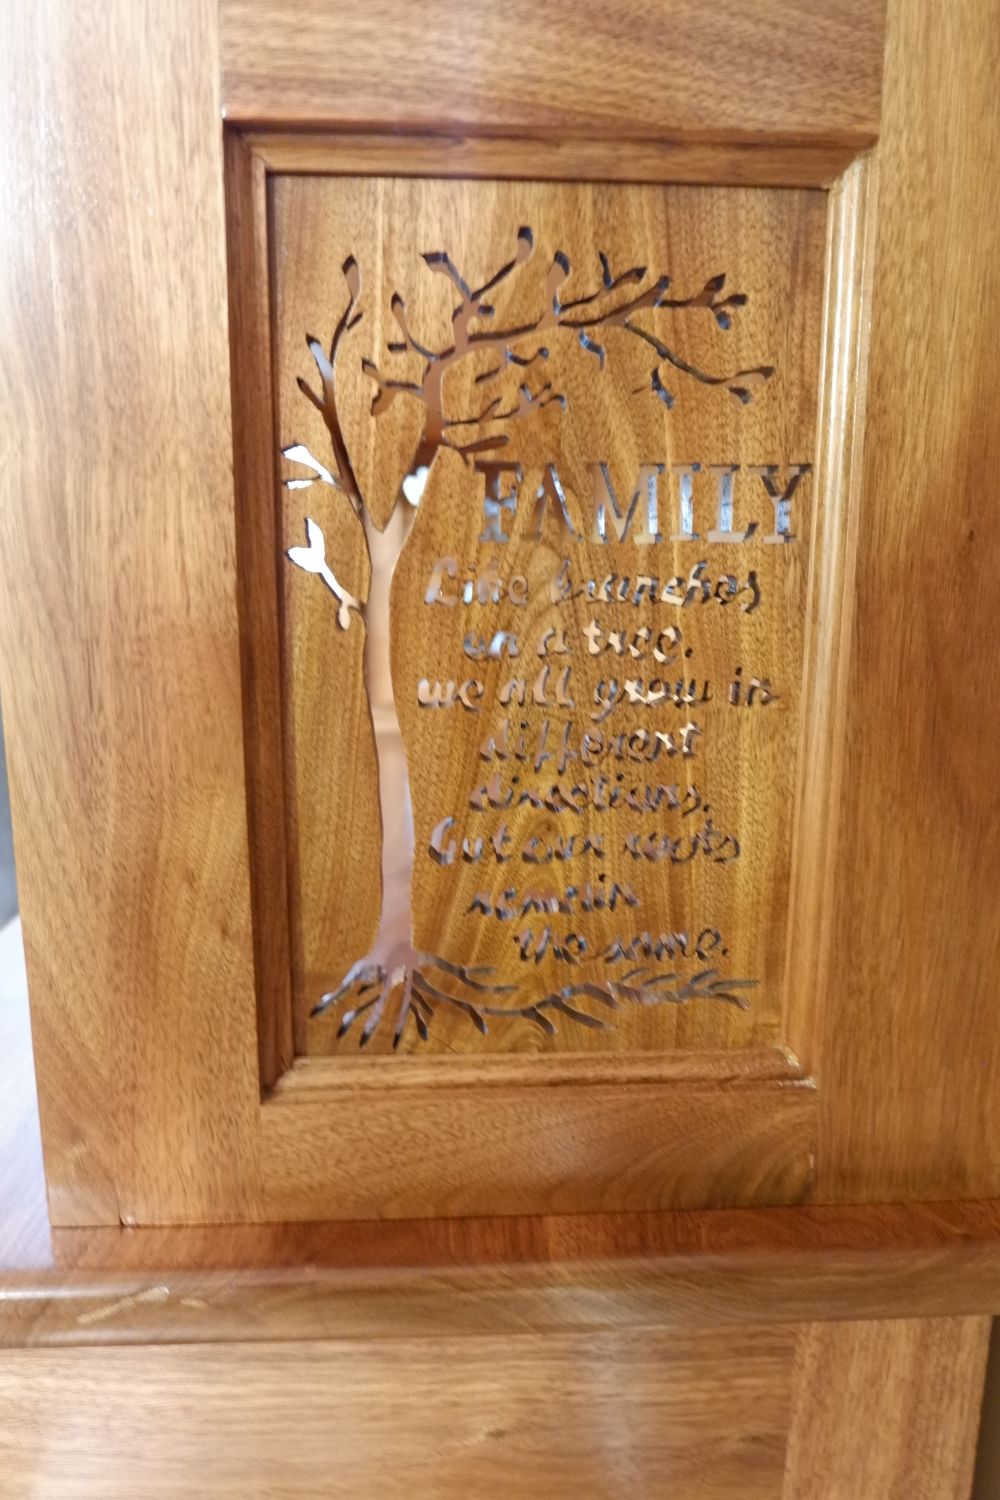 FAMILY
Like branches
on a tree.
we all grow in
different
directions.
But our roots
remain
the same.